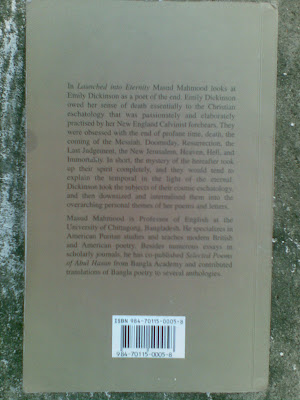 In Launched into Eternity Masud Mahmood looks at
Emily Dickinson as a poet of the end. Emily Dickinson
owed her sense of death essentially to the Christian
eschatology that was passionately and elaborately
practised by her New England Calvinist forebears. They
were obsessed with the end of profane time, death, the
coming of the Messiah, Doomsday, Resurrection, the
Last Judgement, the New Jerusalem, Heaven, Hell, and
Immortality. In short, the mystery of the hereafter took
up their spirit completely, and they would tend to
explain the temporal in the light of the eternal.
Dickinson took the subjects of their cosmic eschatology,
and then downsized and internalised them into the
overarching personal themes of her poems and letters.
Masud Mahmood is Professor of English at the
University of Chittagong, Bangladesh. He specializes in
American Puritan studies and teaches modern British
and American poetry. Besides numerous essays in
scholarly journals, he has co-published Selected Poems
of Abul Hasan from Bangla Academy and contributed
translations of Bangla poetry to several anthologies.
ISBN 984-70115-0005-8
984-70115-0005-8